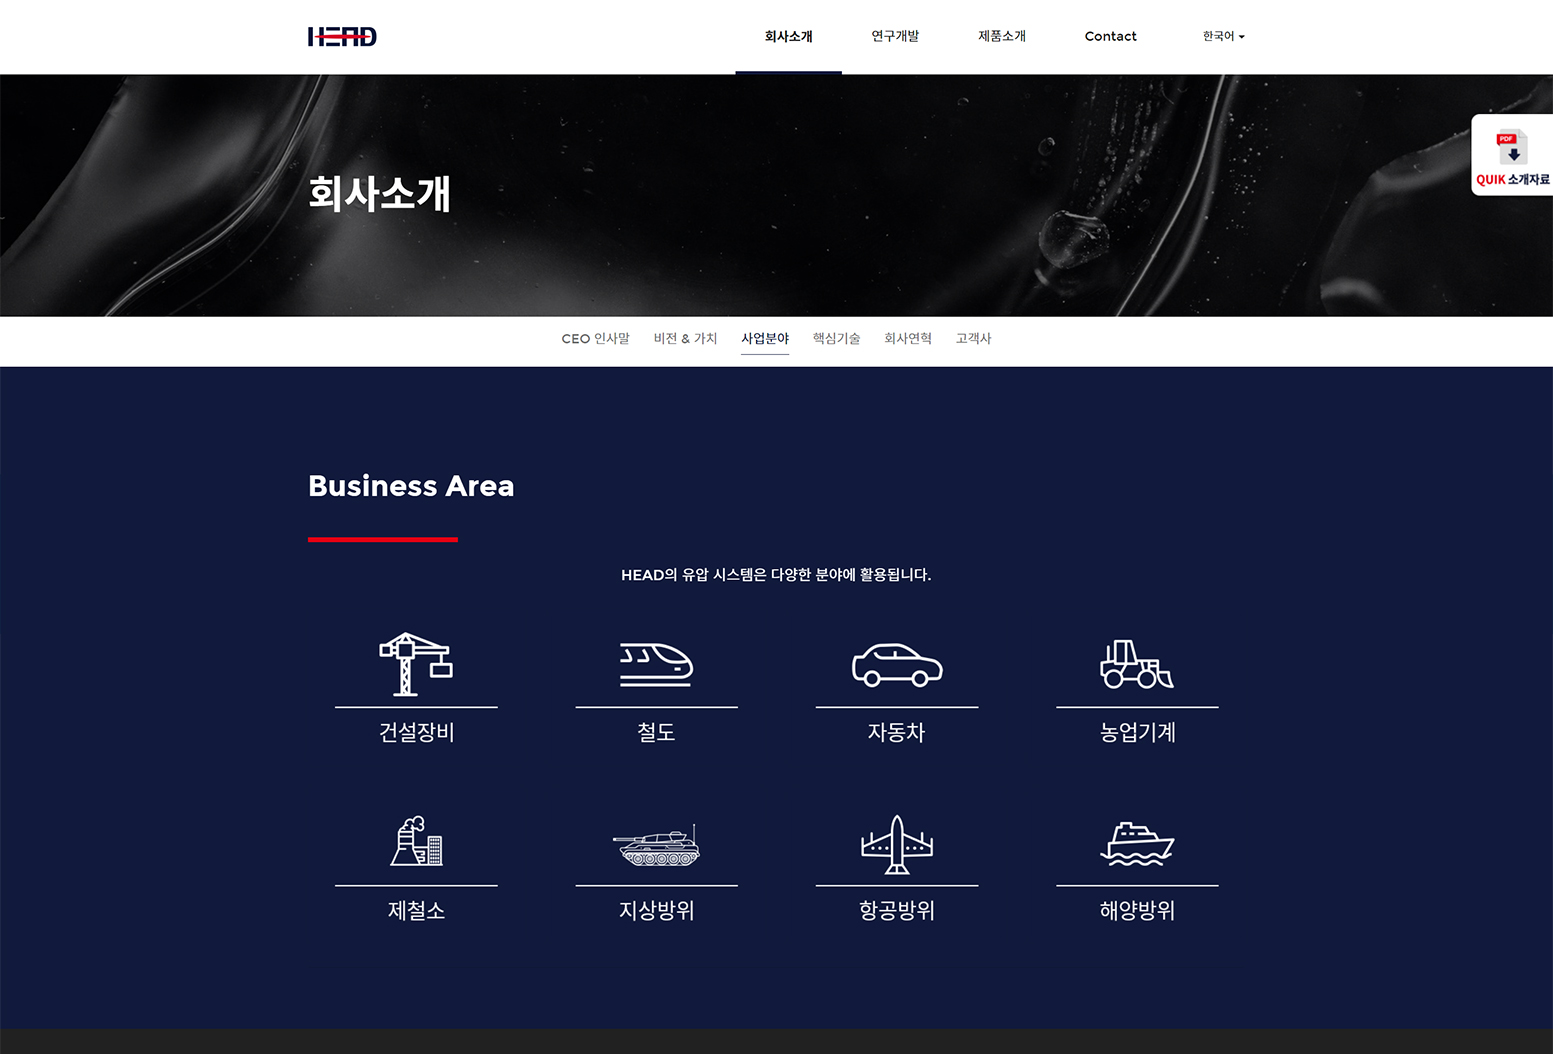 HEAD
회사소개 연구개발 제품소개 Contact 한국어
회사소개
PDF
QUIK 소개자료
CEO 인사말 비전 & 가치 사업분야 핵심기술 회사연혁 고객사
Business Area
HEAD의 유압 시스템은 다양한 분야에 활용됩니다.
건설장비 철도 자동차 농업기계
제철소 지상방위 항공방위 해양방위